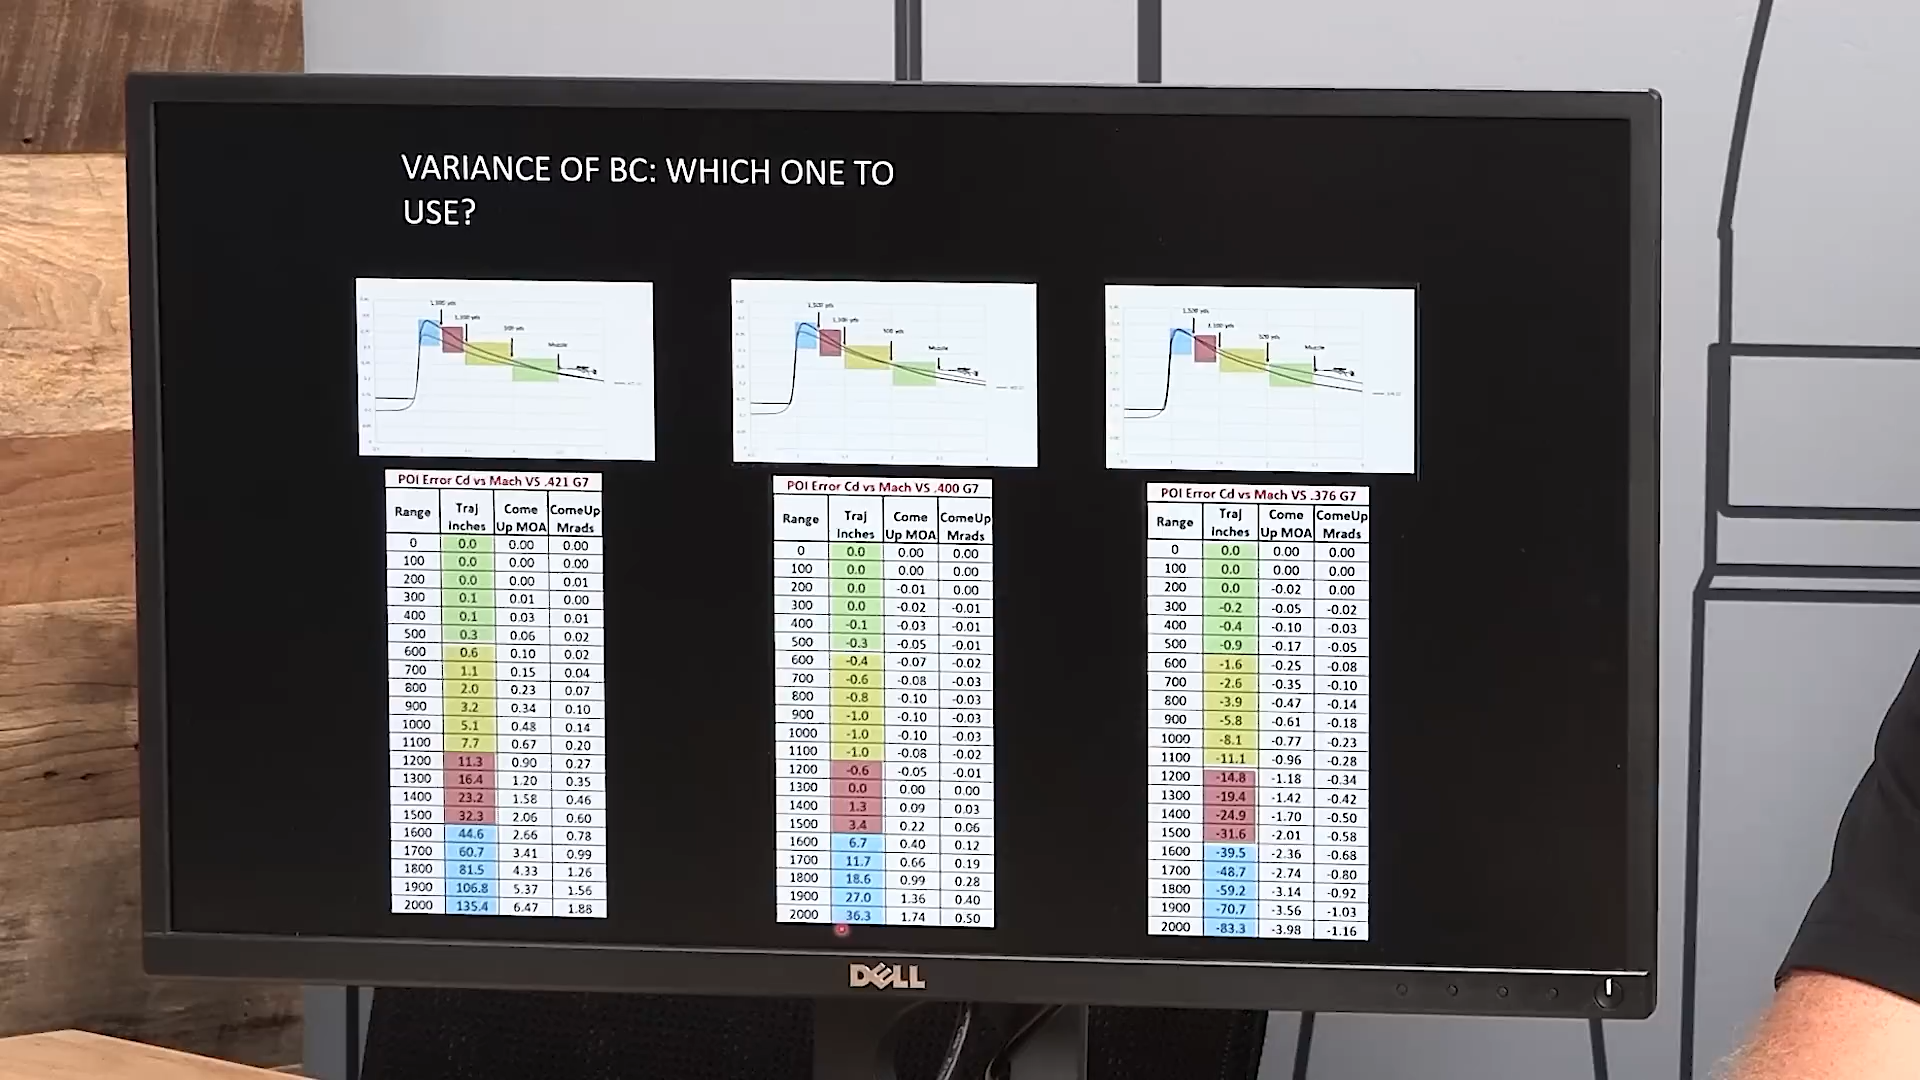 VARIANCE OF BC: WHICH ONE TO
USE?
1,100 yds
500 yds
Muzzle
1,100 yds
500 yds
Muzzle
1,100 yds
Muzzle
POI Error Cd vs Mach VS .421 G7
Range Traj Inches Come Up MOA ComeUp Mrads
0 0.0 0.00 0.00
100 0.0 0.00 0.00
200 0.0 0.00 0.01
300 0.1 0.01 0.00
400 0.1 0.03 0.01
500 0.3 0.06 0.02
600 0.6 0.10 0.02
700 1.1 0.15 0.04
800 2.0 0.23 0.07
900 3.2 0.34 0.10
1000 5.1 0.48 0.14
1100 7.7 0.67 0.20
1200 11.3 0.90 0.27
1300 16.4 1.20 0.35
1400 23.2 1.58 0.46
1500 32.3 2.06 0.60
1600 44.6 2.66 0.78
1700 60.7 3.41 0.99
1800 81.5 4.33 1.26
1900 106.8 5.37 1.56
2000 135.4 6.47 1.88
POI Error Cd vs Mach VS .400 G7
Range Traj Inches Come Up MOA ComeUp Mrads
0 0.0 0.00 0.00
100 0.0 0.00 0.00
200 0.0 -0.01 0.00
300 0.0 -0.02 -0.01
400 -0.1 -0.03 -0.01
500 -0.3 -0.05 -0.01
600 -0.4 -0.07 -0.02
700 -0.6 -0.08 -0.03
800 -0.8 -0.10 -0.03
900 -1.0 -0.10 -0.03
1000 -1.0 -0.10 -0.03
1100 -1.0 -0.08 -0.02
1200 -0.6 -0.05 -0.01
1300 0.0 0.00 0.00
1400 1.3 0.09 0.03
1500 3.4 0.22 0.06
1600 6.7 0.40 0.12
1700 11.7 0.66 0.19
1800 18.6 0.99 0.28
1900 27.0 1.36 0.40
2000 36.3 1.74 0.50
POI Error Cd vs Mach VS .376 G7
Range Traj Inches Come Up MOA ComeUp Mrads
0 0.0 0.00 0.00
100 0.0 0.00 0.00
200 0.0 -0.02 0.00
300 -0.2 -0.05 -0.02
400 -0.4 -0.10 -0.03
500 -0.9 -0.17 -0.05
600 -1.6 -0.25 -0.08
700 -2.6 -0.35 -0.10
800 -3.9 -0.47 -0.14
900 -5.8 -0.61 -0.18
1000 -8.1 -0.77 -0.23
1100 -11.1 -0.96 -0.28
1200 -14.8 -1.18 -0.34
1300 -19.4 -1.42 -0.42
1400 -24.9 -1.70 -0.50
1500 -31.6 -2.01 -0.58
1600 -39.5 -2.36 -0.68
1700 -48.7 -2.74 -0.80
1800 -59.2 -3.14 -0.92
1900 -70.7 -3.56 -1.03
2000 -83.3 -3.98 -1.16
DELL